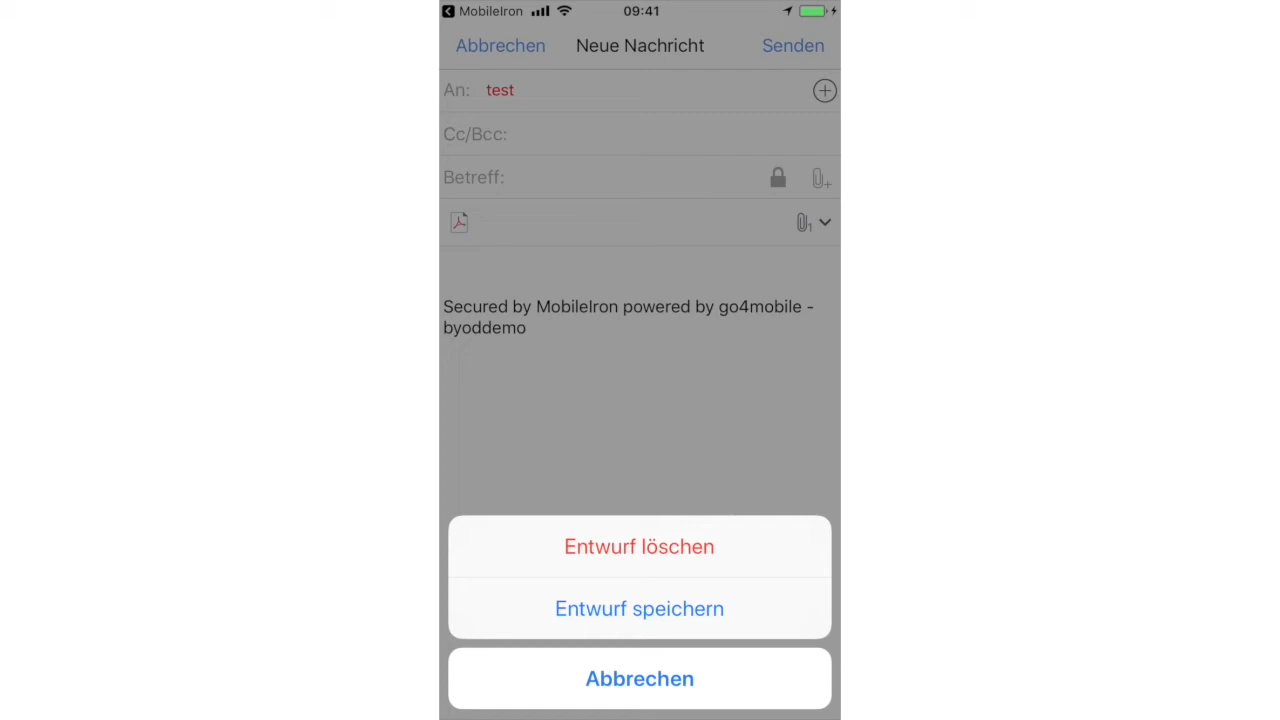 MobileIron 09:41
Abbrechen Neue Nachricht Senden
An: test
Cc/Bcc:
Betreff:
1
Secured by MobileIron powered by go4mobile -
byoddemo
Entwurf löschen
Entwurf speichern
Abbrechen